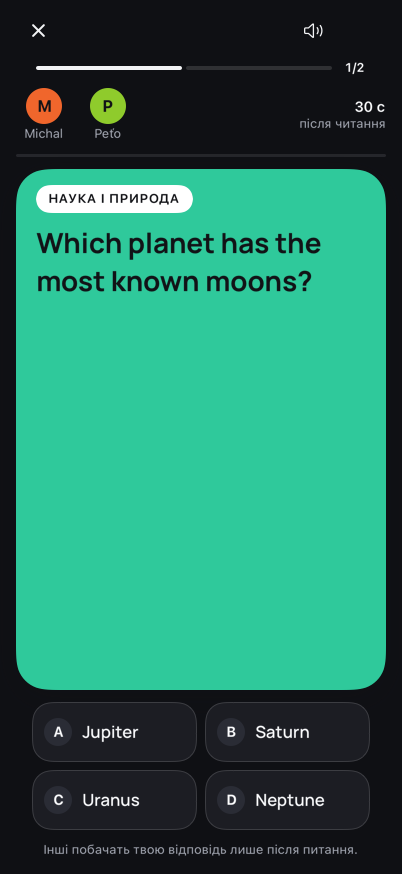 1/2
M
P
30 с
Michal
Peťo
після читання
НАУКА І ПРИРОДА
Which planet has the
most known moons?
A Jupiter
B Saturn
C Uranus
D Neptune
Інші побачать твою відповідь лише після питання.